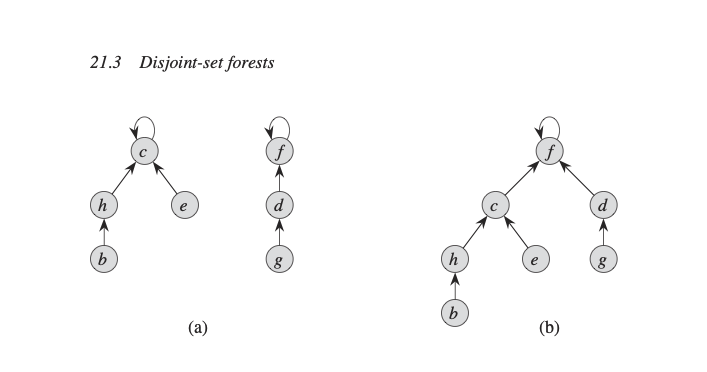 21.3 Disjoint-set forests
c f f
h e d c d
b g h e g
b
(a) (b)